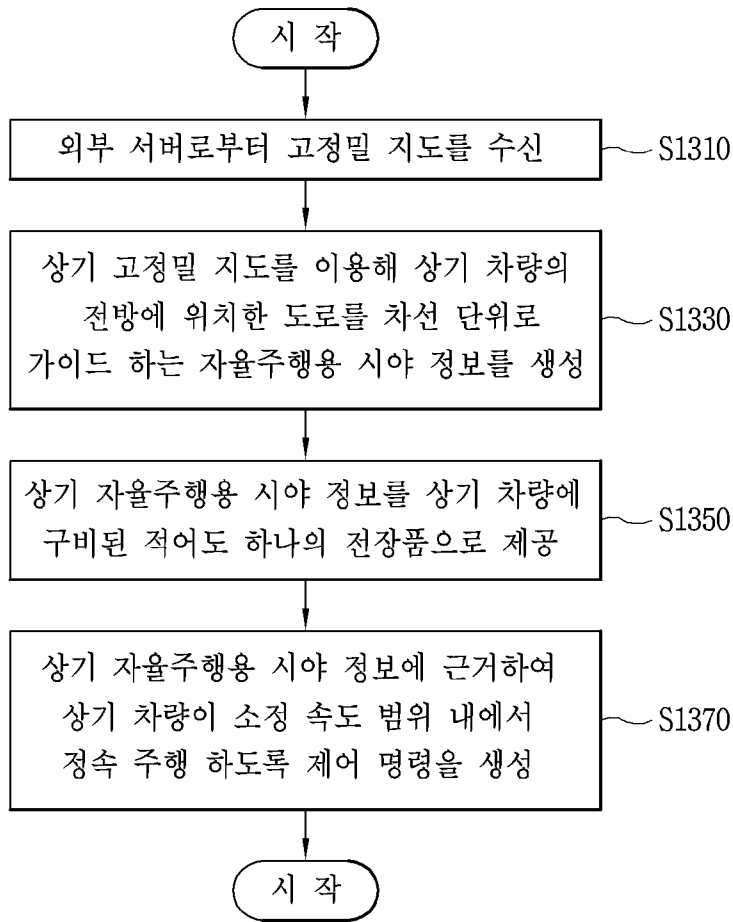 시 작
외부 서버로부터 고정밀 지도를 수신
S1310
상기 고정밀 지도를 이용해 상기 차량의
전방에 위치한 도로를 차선 단위로
가이드 하는 자율주행용 시야 정보를 생성
S1330
상기 자율주행용 시야 정보를 상기 차량에
구비된 적어도 하나의 전장품으로 제공
S1350
상기 자율주행용 시야 정보에 근거하여
상기 차량이 소정 속도 범위 내에서
정속 주행 하도록 제어 명령을 생성
S1370
시 작